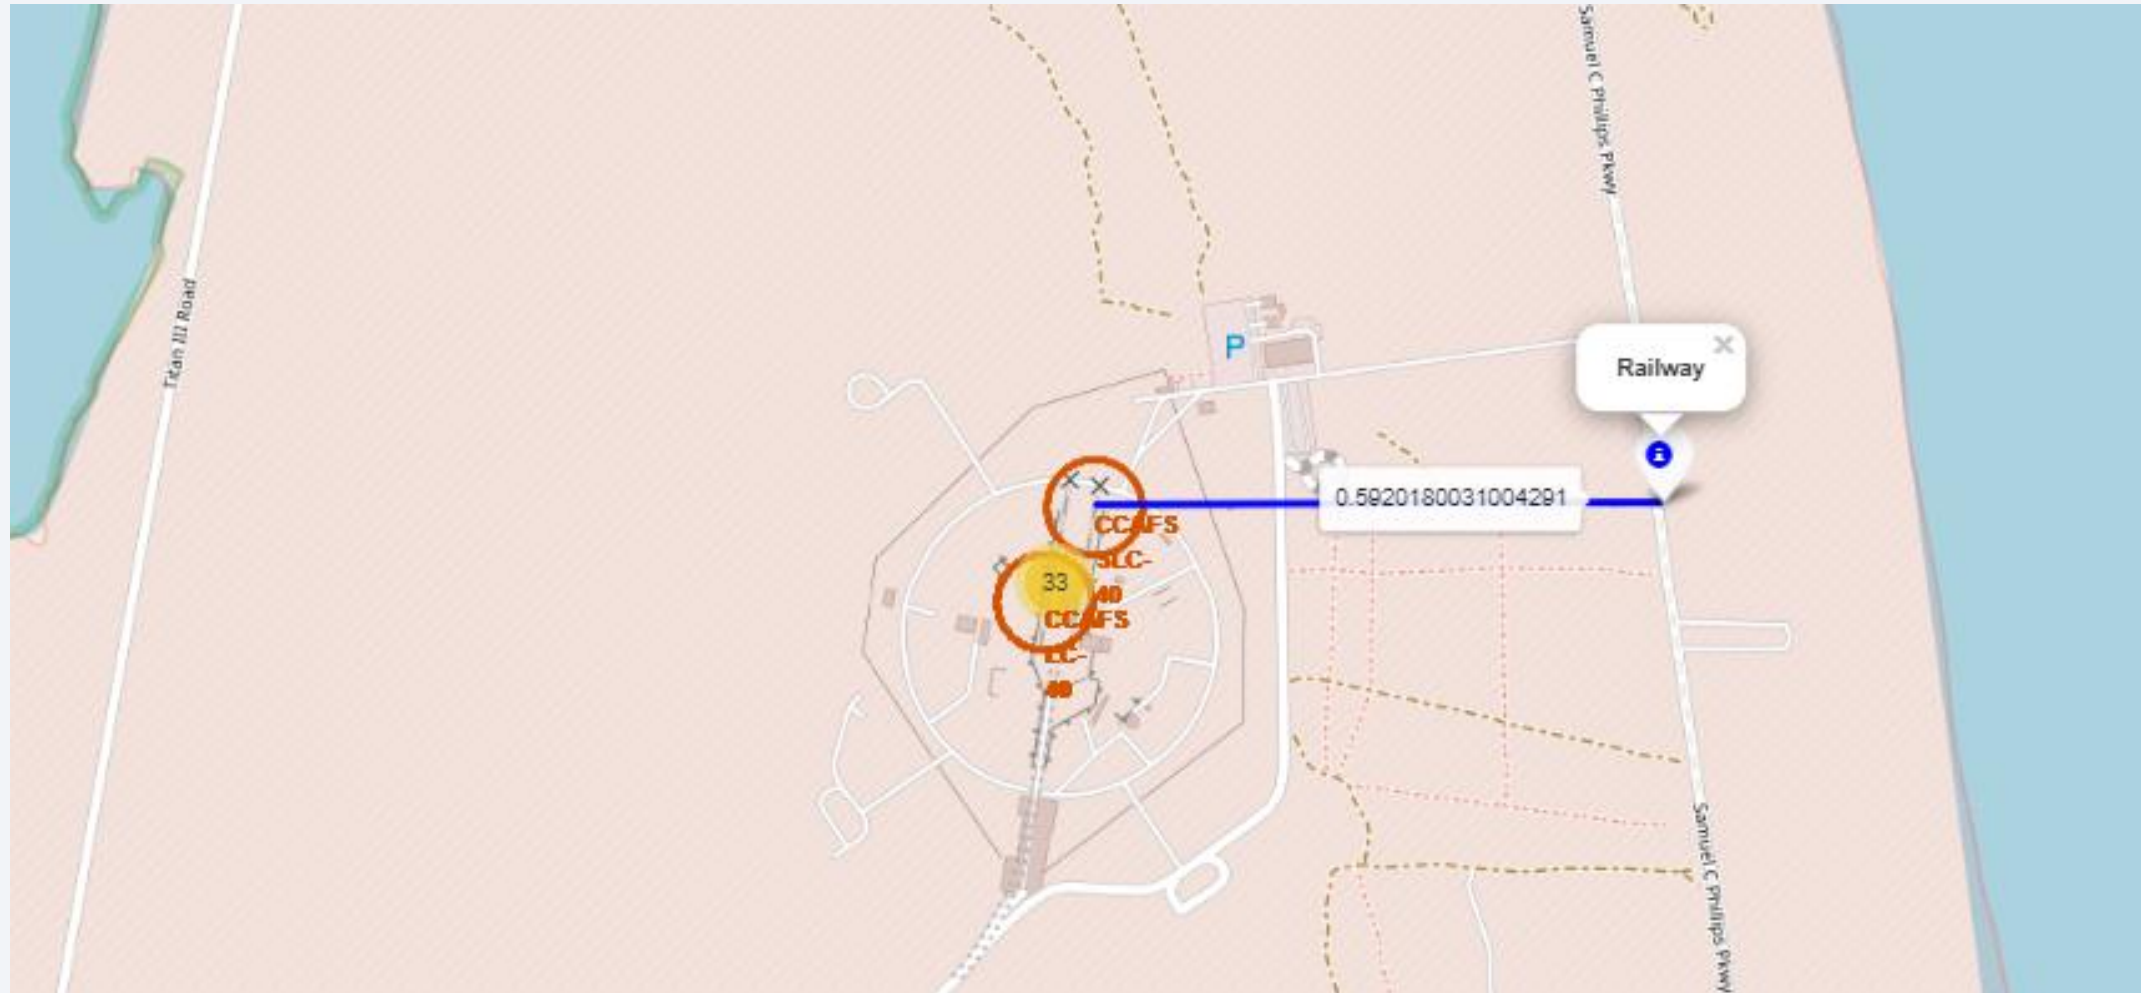 Samuel C Phillips Pkwy
Titan III Road
P
Railway
×
i
0.5920180031004291
CCAFS
SLC-
40
33
CCAFS
LC-
40
Samuel C Phillips Pkwy